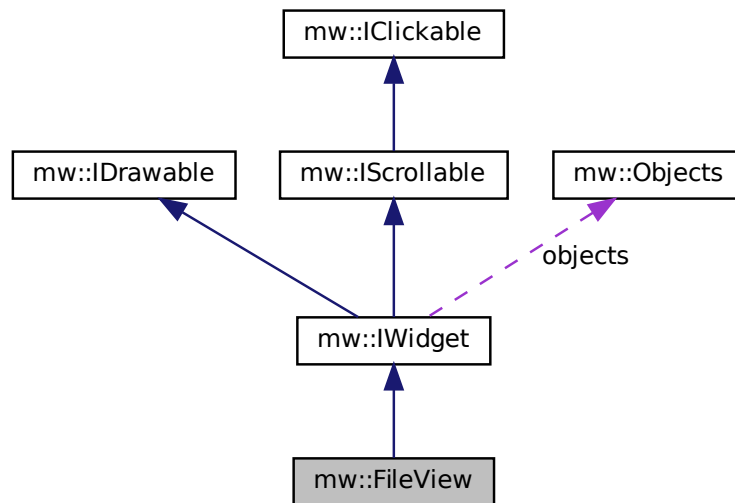 mw::IClickable
mw::IDrawable
mw::IScrollable
mw::Objects
objects
mw::IWidget
mw::FileView